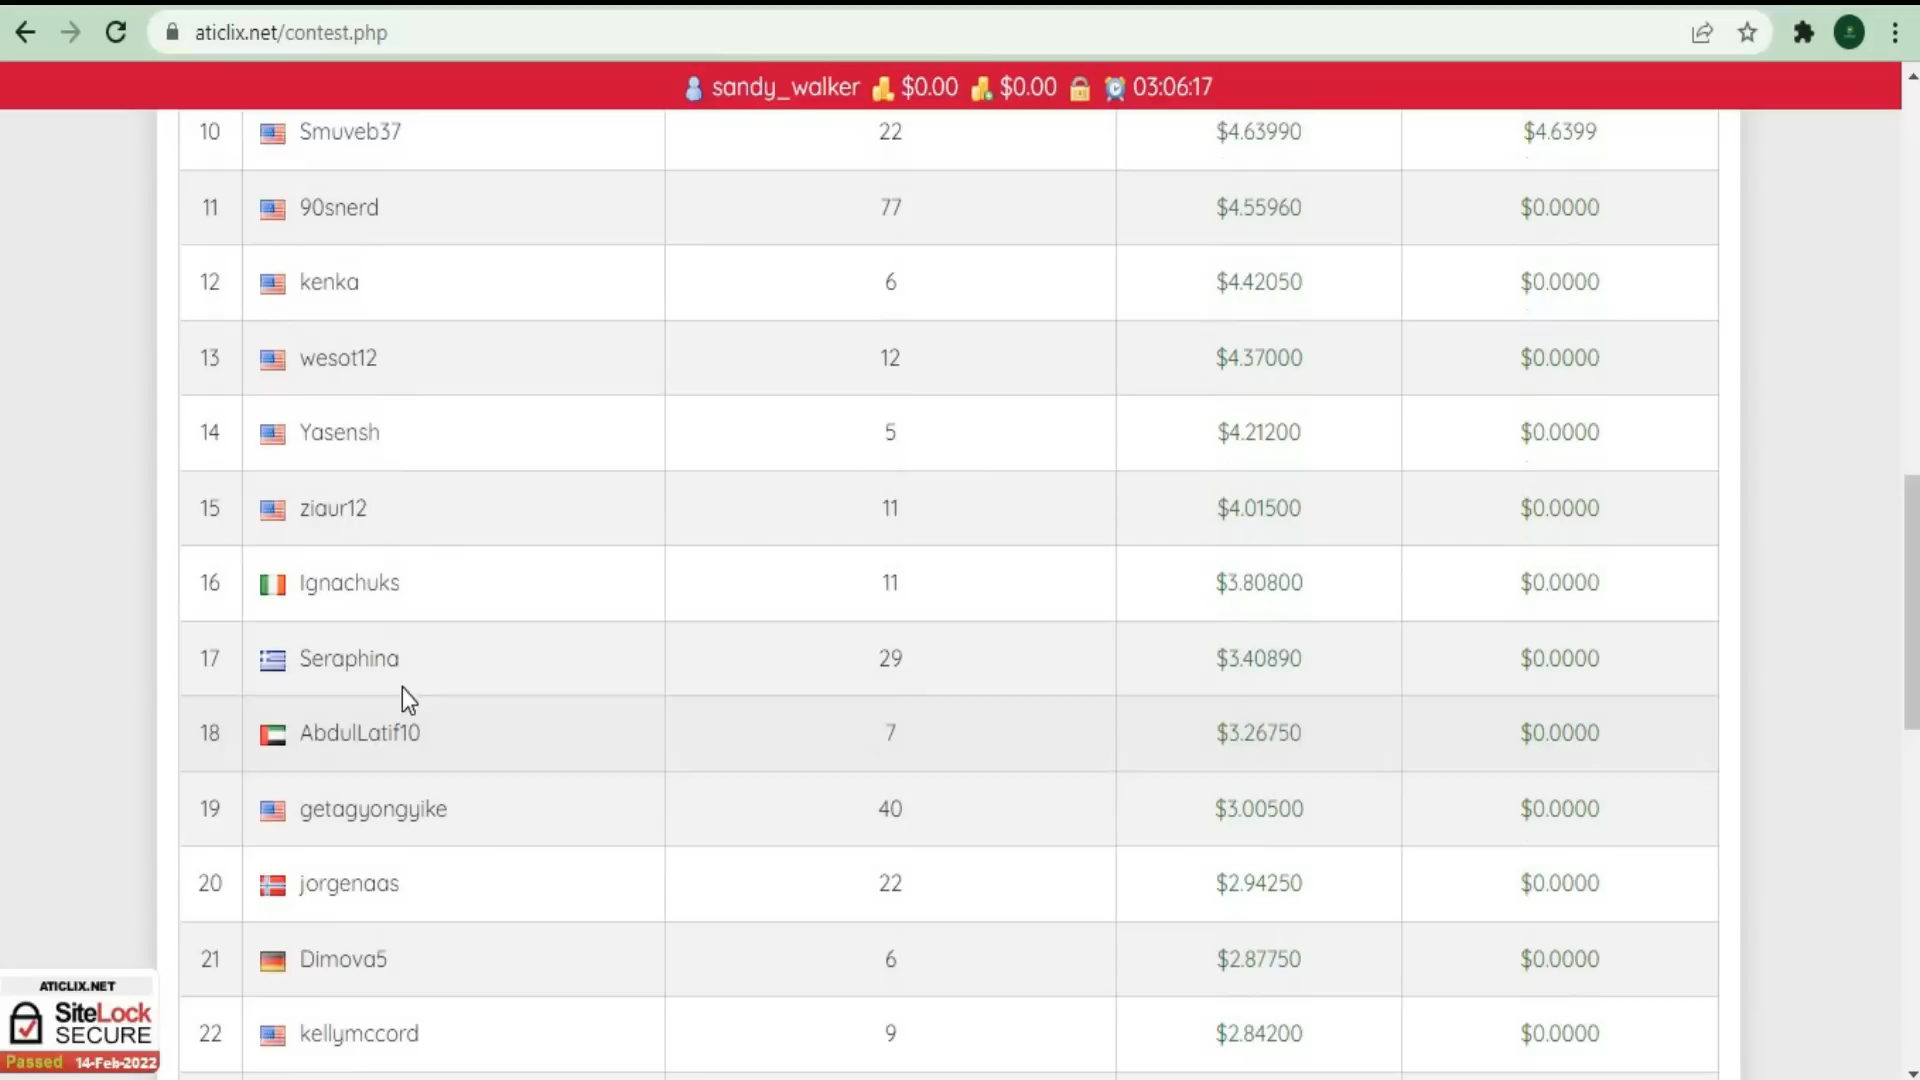 aticlix.net/contest.php
sandy_walker $0.00 $0.00 03:06:17
10 Smuveb37 22 $4.63990 $4.6399
11 90snerd 77 $4.55960 $0.0000
12 kenka 6 $4.42050 $0.0000
13 wesot12 12 $4.37000 $0.0000
14 Yasensh 5 $4.21200 $0.0000
15 ziaur12 11 $4.01500 $0.0000
16 Ignachuks 11 $3.80800 $0.0000
17 Seraphina 29 $3.40890 $0.0000
18 AbdulLatif10 7 $3.26750 $0.0000
19 getagyongyike 40 $3.00500 $0.0000
20 jorgenaas 22 $2.94250 $0.0000
21 Dimova5 6 $2.87750 $0.0000
22 kellymccord 9 $2.84200 $0.0000
ATICLIX.NET
SiteLock
SECURE
Passed 14-Feb-2022